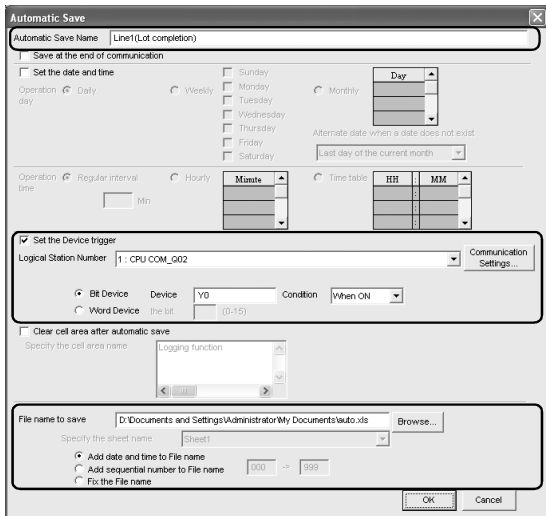 Automatic Save
Automatic Save Name Line1(Lot completion)
Save at the end of communication
Set the date and time
Operation day
Daily
Weekly
Sunday
Monday
Tuesday
Wednesday
Thursday
Friday
Saturday
Monthly
Day
Alternate date when a date does not exist
Last day of the current month
Operation time
Regular interval
Min
Hourly
Minute
Time table
HH : MM
:
:
:
Set the Device trigger
Logical Station Number 1 : CPU COM_Q02
Communication Settings...
Bit Device Device Y0 Condition When ON
Word Device the bit (0-15)
Clear cell area after automatic save
Specify the cell area name Logging function
File name to save D:\Documents and Settings\Administrator\My Documents\auto.xls Browse...
Specify the sheet name Sheet1
Add date and time to File name
Add sequential number to File name 000 -> 999
Fix the File name
OK Cancel